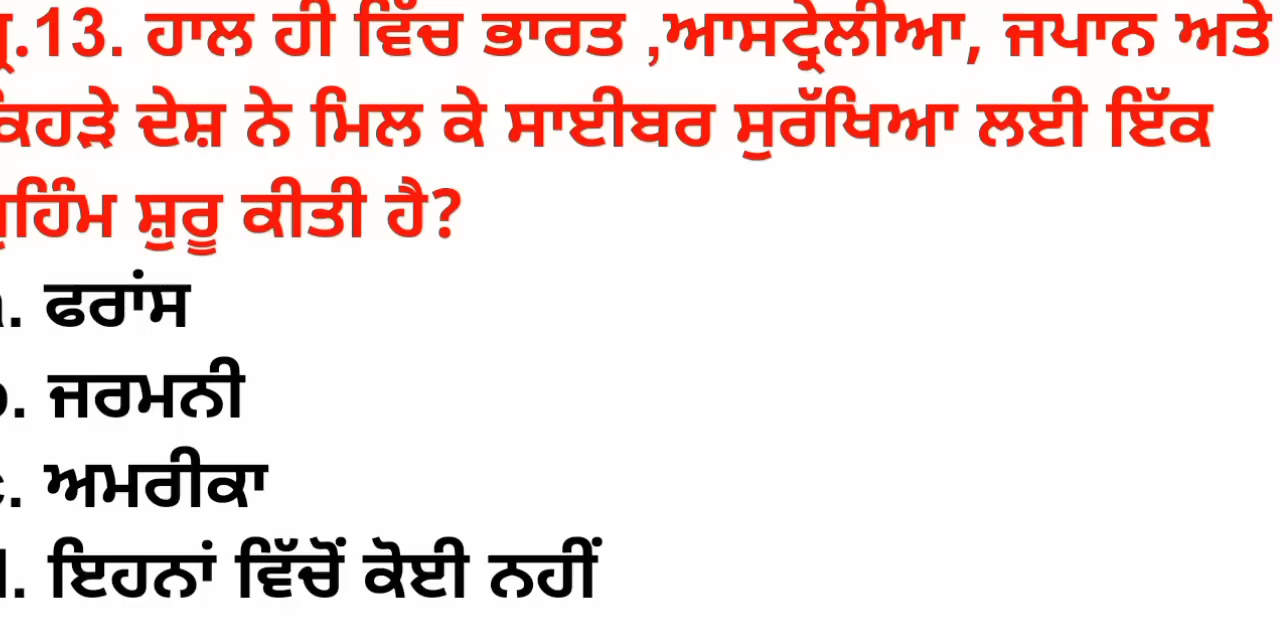 .13. ਹਾਲ ਹੀ ਵਿੱਚ ਭਾਰਤ ,ਆਸਟ੍ਰੇਲੀਆ, ਜਪਾਨ ਅਤੇ
ਕਿਹੜੇ ਦੇਸ਼ ਨੇ ਮਿਲ ਕੇ ਸਾਈਬਰ ਸੁਰੱਖਿਆ ਲਈ ਇੱਕ
ਮੁਹਿੰਮ ਸ਼ੁਰੂ ਕੀਤੀ ਹੈ?
. ਫਰਾਂਸ
. ਜਰਮਨੀ
c. ਅਮਰੀਕਾ
. ਇਹਨਾਂ ਵਿੱਚੋਂ ਕੋਈ ਨਹੀਂ